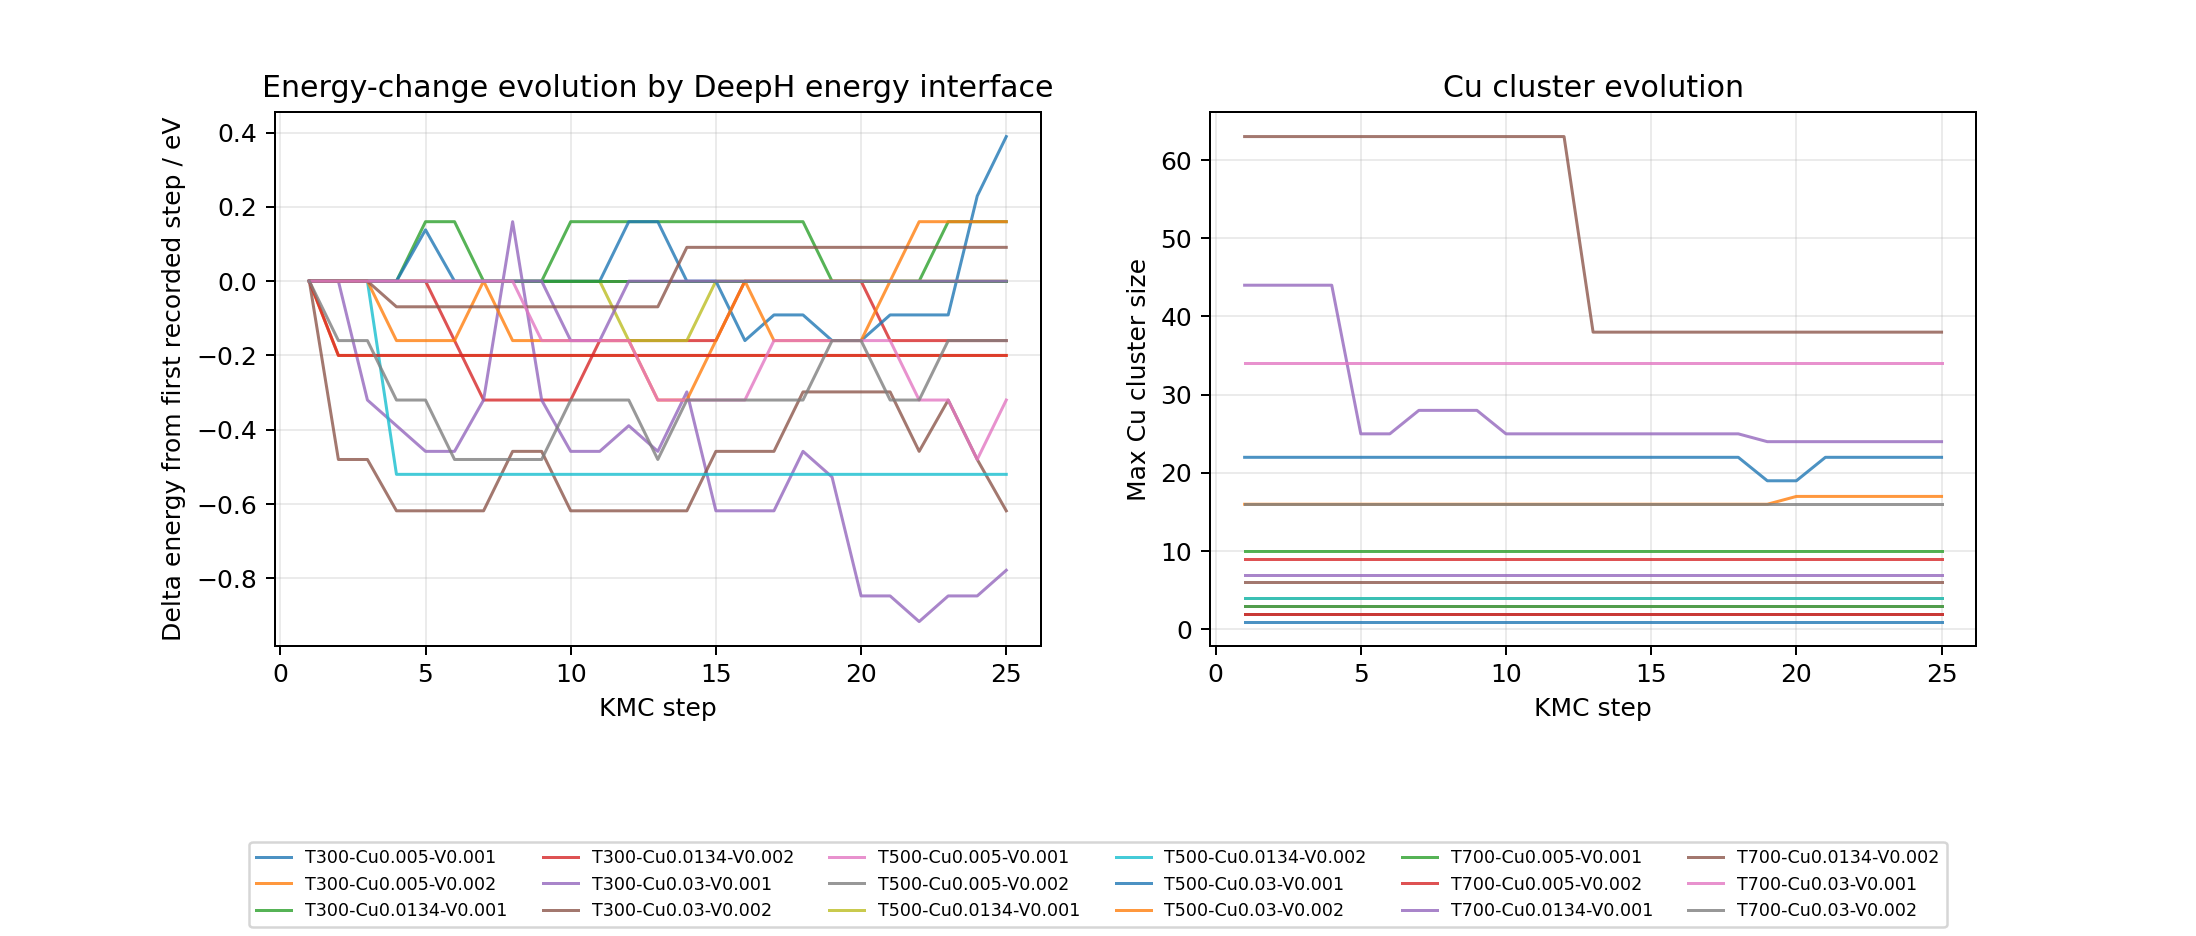 Energy-change evolution by DeepH energy interface
Delta energy from first recorded step / eV
0.4
0.2
0.0
−0.2
−0.4
−0.6
−0.8
0 5 10 15 20 25
KMC step
Cu cluster evolution
Max Cu cluster size
60
50
40
30
20
10
0
0 5 10 15 20 25
KMC step
T300-Cu0.005-V0.001 T300-Cu0.0134-V0.002 T500-Cu0.005-V0.001 T500-Cu0.0134-V0.002 T700-Cu0.005-V0.001 T700-Cu0.0134-V0.002
T300-Cu0.005-V0.002 T300-Cu0.03-V0.001 T500-Cu0.005-V0.002 T500-Cu0.03-V0.001 T700-Cu0.005-V0.002 T700-Cu0.03-V0.001
T300-Cu0.0134-V0.001 T300-Cu0.03-V0.002 T500-Cu0.0134-V0.001 T500-Cu0.03-V0.002 T700-Cu0.0134-V0.001 T700-Cu0.03-V0.002